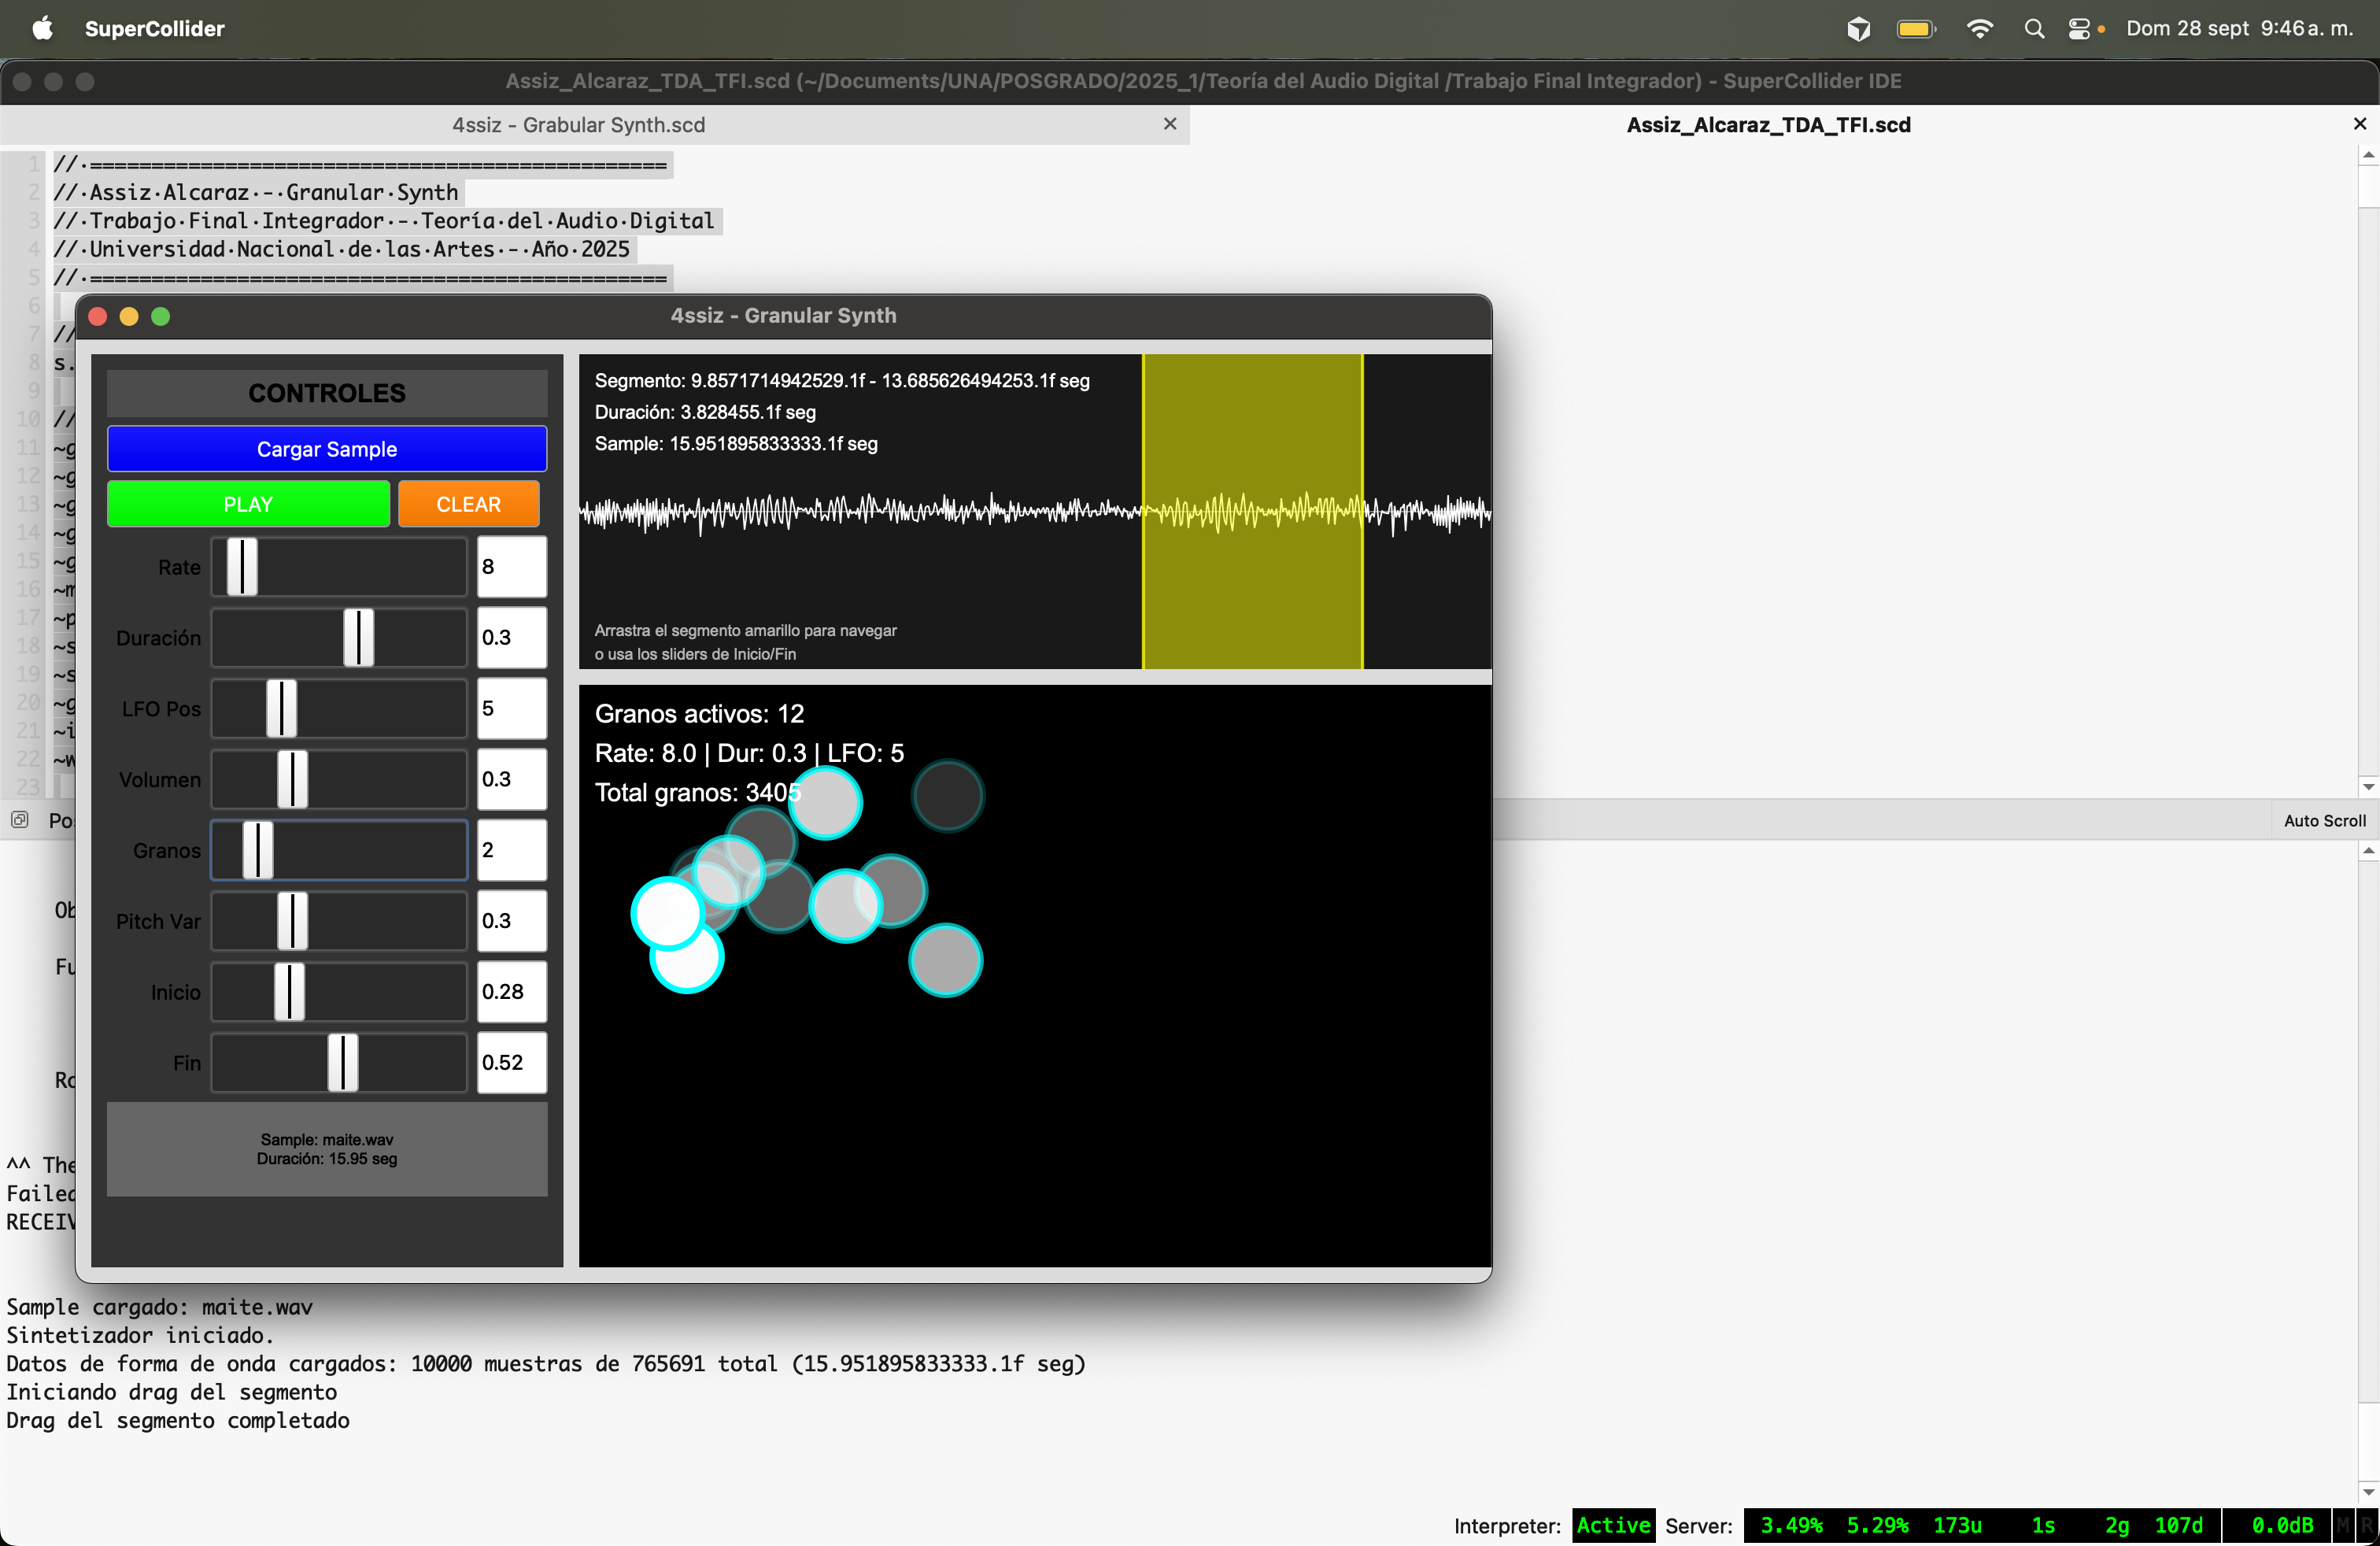 SuperCollider
Dom 28 sept 9:46 a. m.
Assiz_Alcaraz_TDA_TFI.scd (~/Documents/UNA/POSGRADO/2025_1/Teoría del Audio Digital /Trabajo Final Integrador) - SuperCollider IDE
4ssiz - Grabular Synth.scd
Assiz_Alcaraz_TDA_TFI.scd
1 //·===============================================
2 //·Assiz·Alcaraz·-·Granular·Synth
3 //·Trabajo·Final·Integrador·-·Teoría·del·Audio·Digital
4 //·Universidad·Nacional·de·las·Artes·-·Año·2025
5 //·===============================================
6
7 //
8 s.
9
10 //
11 ~g
12 ~g
13 ~g
14 ~g
15 ~g
16 ~m
17 ~p
18 ~s
19 ~s
20 ~g
21 ~i
22 ~w
23
4ssiz - Granular Synth
CONTROLES
Cargar Sample
PLAY
CLEAR
Rate 8
Duración 0.3
LFO Pos 5
Volumen 0.3
Granos 2
Pitch Var 0.3
Inicio 0.28
Fin 0.52
Sample: maite.wav
Duración: 15.95 seg
Segmento: 9.8571714942529.1f - 13.685626494253.1f seg
Duración: 3.828455.1f seg
Sample: 15.951895833333.1f seg
Arrastra el segmento amarillo para navegar
o usa los sliders de Inicio/Fin
Granos activos: 12
Rate: 8.0 | Dur: 0.3 | LFO: 5
Total granos: 3405
Auto Scroll
^^ The
RECEIV
Sample cargado: maite.wav
Sintetizador iniciado.
Datos de forma de onda cargados: 10000 muestras de 765691 total (15.951895833333.1f seg)
Iniciando drag del segmento
Drag del segmento completado
Interpreter: Active Server: 3.49% 5.29% 173u 1s 2g 107d 0.0dB M R